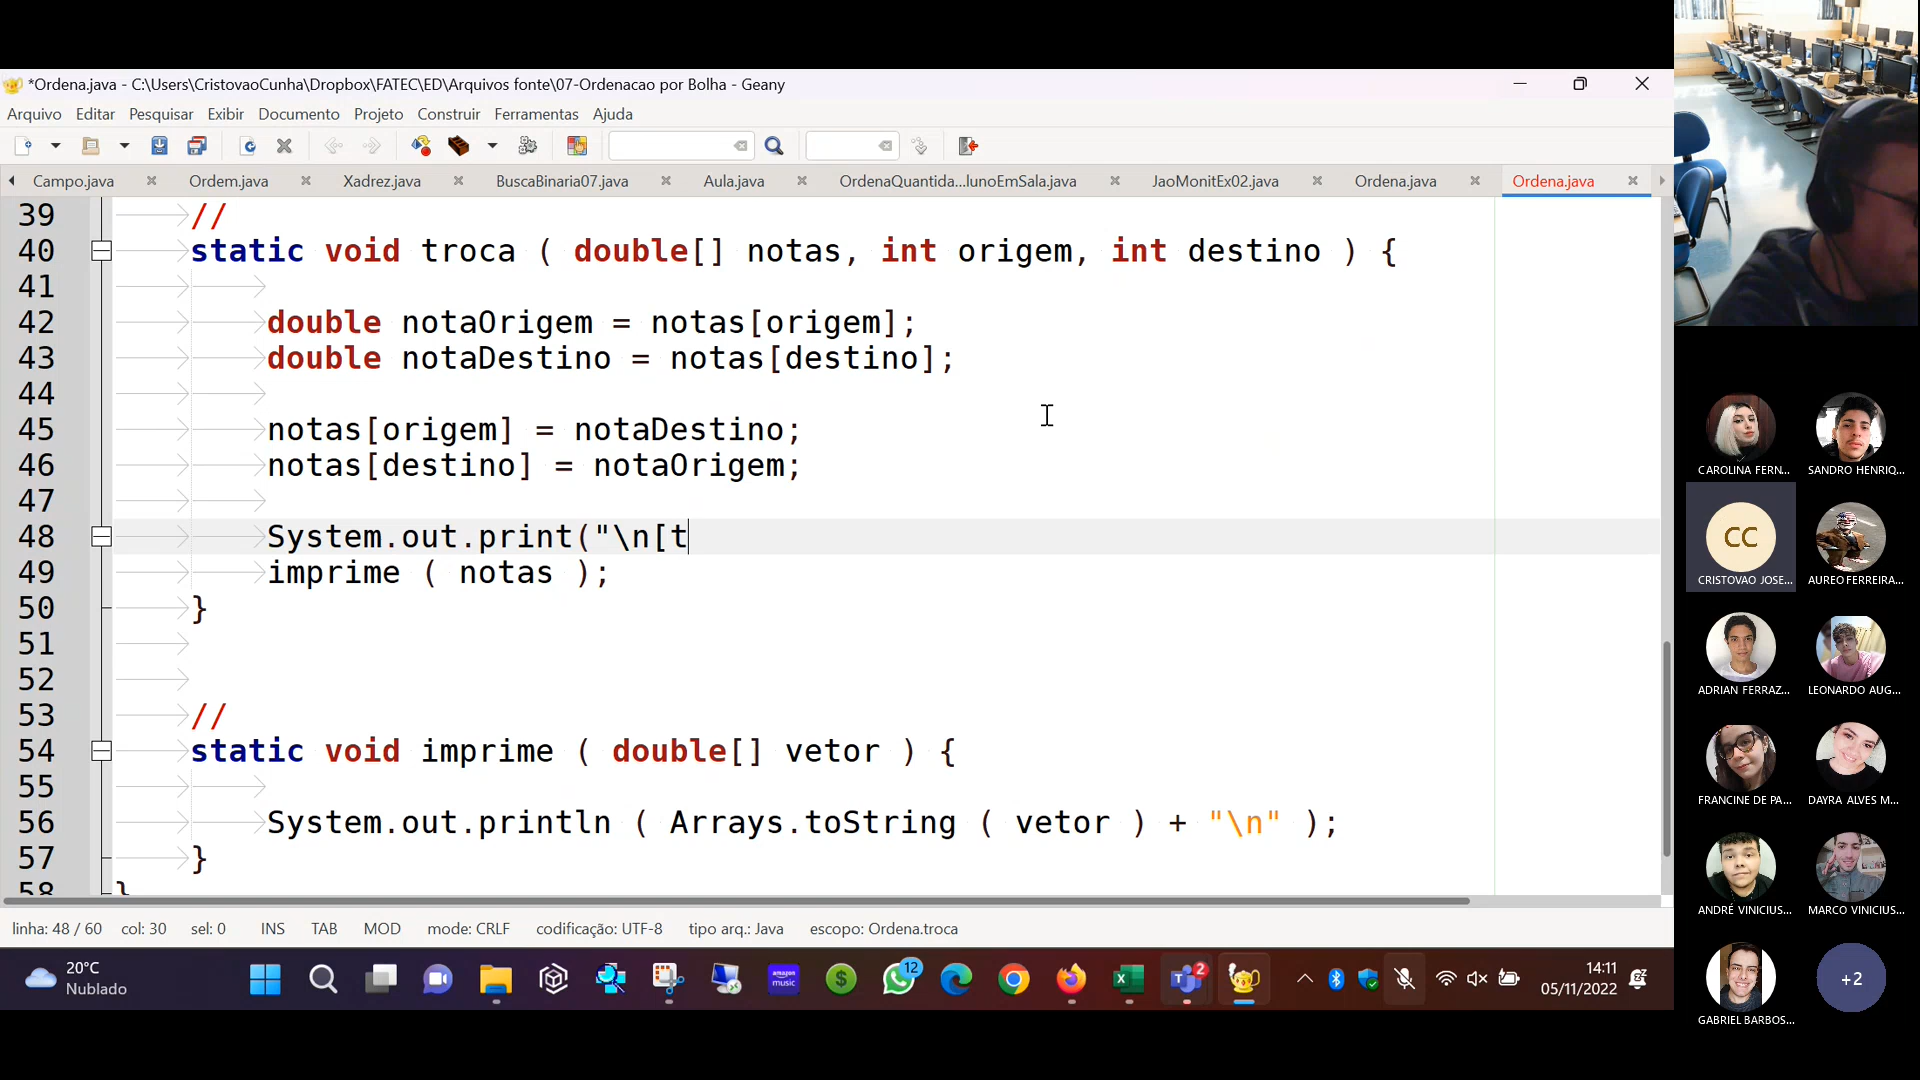 *Ordena.java - C:\Users\CristovaoCunha\Dropbox\FATEC\ED\Arquivos fonte\07-Ordenacao por Bolha - Geany
Arquivo Editar Pesquisar Exibir Documento Projeto Construir Ferramentas Ajuda
Campo.java Ordem.java Xadrez.java BuscaBinaria07.java Aula.java OrdenaQuantida...lunoEmSala.java JaoMonitEx02.java Ordena.java Ordena.java
39 //
40 static void troca ( double[] notas, int origem, int destino ) {
41
42 double notaOrigem = notas[origem];
43 double notaDestino = notas[destino];
44
45 notas[origem] = notaDestino;
46 notas[destino] = notaOrigem;
47
48 System.out.print("\n[t
49 imprime ( notas );
50 }
51
52
53 //
54 static void imprime ( double[] vetor ) {
55
56 System.out.println ( Arrays.toString ( vetor ) + "\n" );
57 }
58 }
linha: 48 / 60 col: 30 sel: 0 INS TAB MOD mode: CRLF codificação: UTF-8 tipo arq.: Java escopo: Ordena.troca
20°C
Nublado
amazon music
$
12
2
14:11
05/11/2022
CAROLINA FERN... SANDRO HENRIQ...
CC
CRISTOVAO JOSE... AUREO FERREIRA...
ADRIAN FERRAZ... LEONARDO AUG...
FRANCINE DE PA... DAYRA ALVES M...
ANDRÉ VINICIUS... MARCO VINICIUS...
+2
GABRIEL BARBOS...